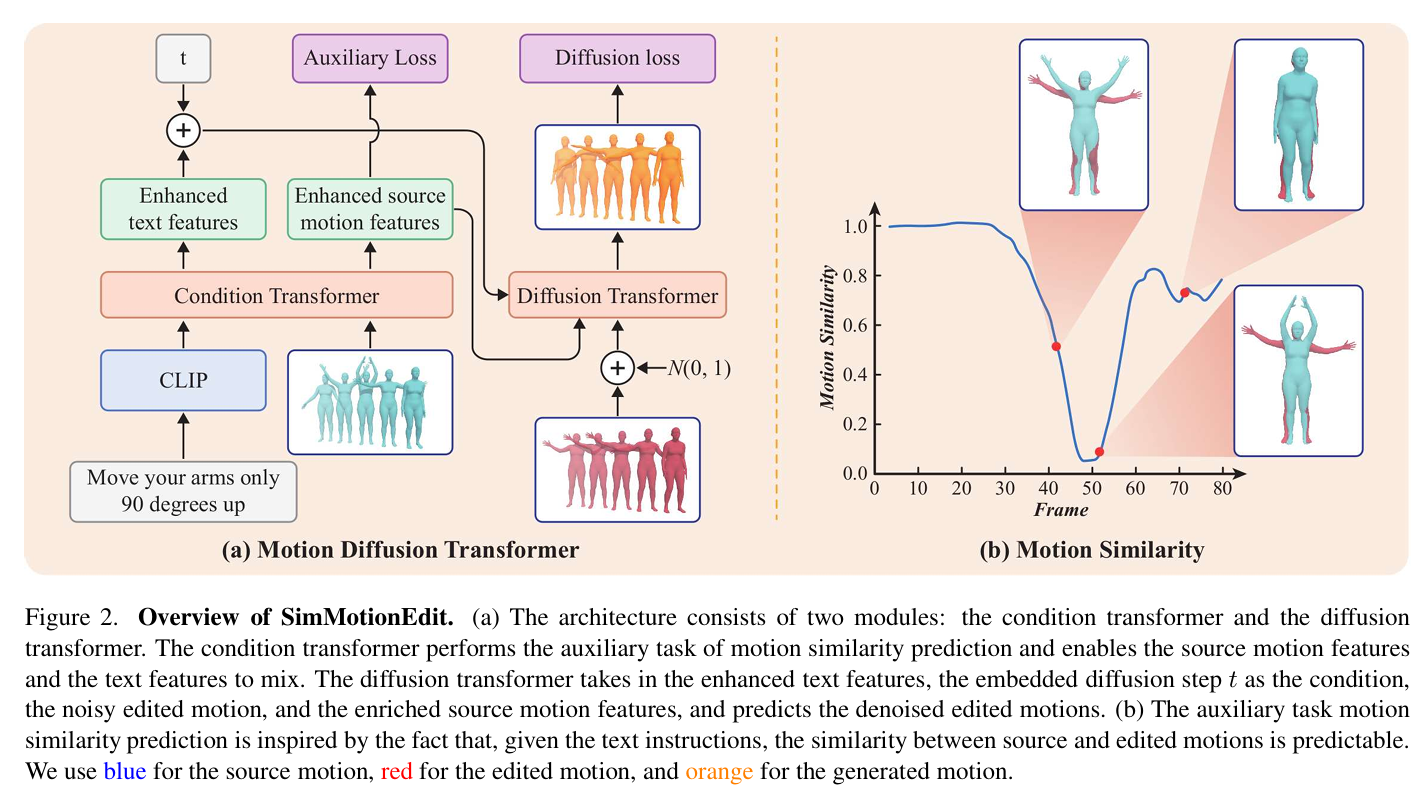 t
Auxiliary Loss
Diffusion loss
+
Enhanced
text features
Enhanced source
motion features
Condition Transformer
Diffusion Transformer
CLIP
+
N(0, 1)
Move your arms only
90 degrees up
(a) Motion Diffusion Transformer
Motion Similarity
1.0
0.8
0.6
0.4
0.2
0.0
0 10 20 30 40 50 60 70 80
Frame
(b) Motion Similarity
Figure 2. Overview of SimMotionEdit. (a) The architecture consists of two modules: the condition transformer and the diffusion
transformer. The condition transformer performs the auxiliary task of motion similarity prediction and enables the source motion features
and the text features to mix. The diffusion transformer takes in the enhanced text features, the embedded diffusion step t as the condition,
the noisy edited motion, and the enriched source motion features, and predicts the denoised edited motions. (b) The auxiliary task motion
similarity prediction is inspired by the fact that, given the text instructions, the similarity between source and edited motions is predictable.
We use blue for the source motion, red for the edited motion, and orange for the generated motion.